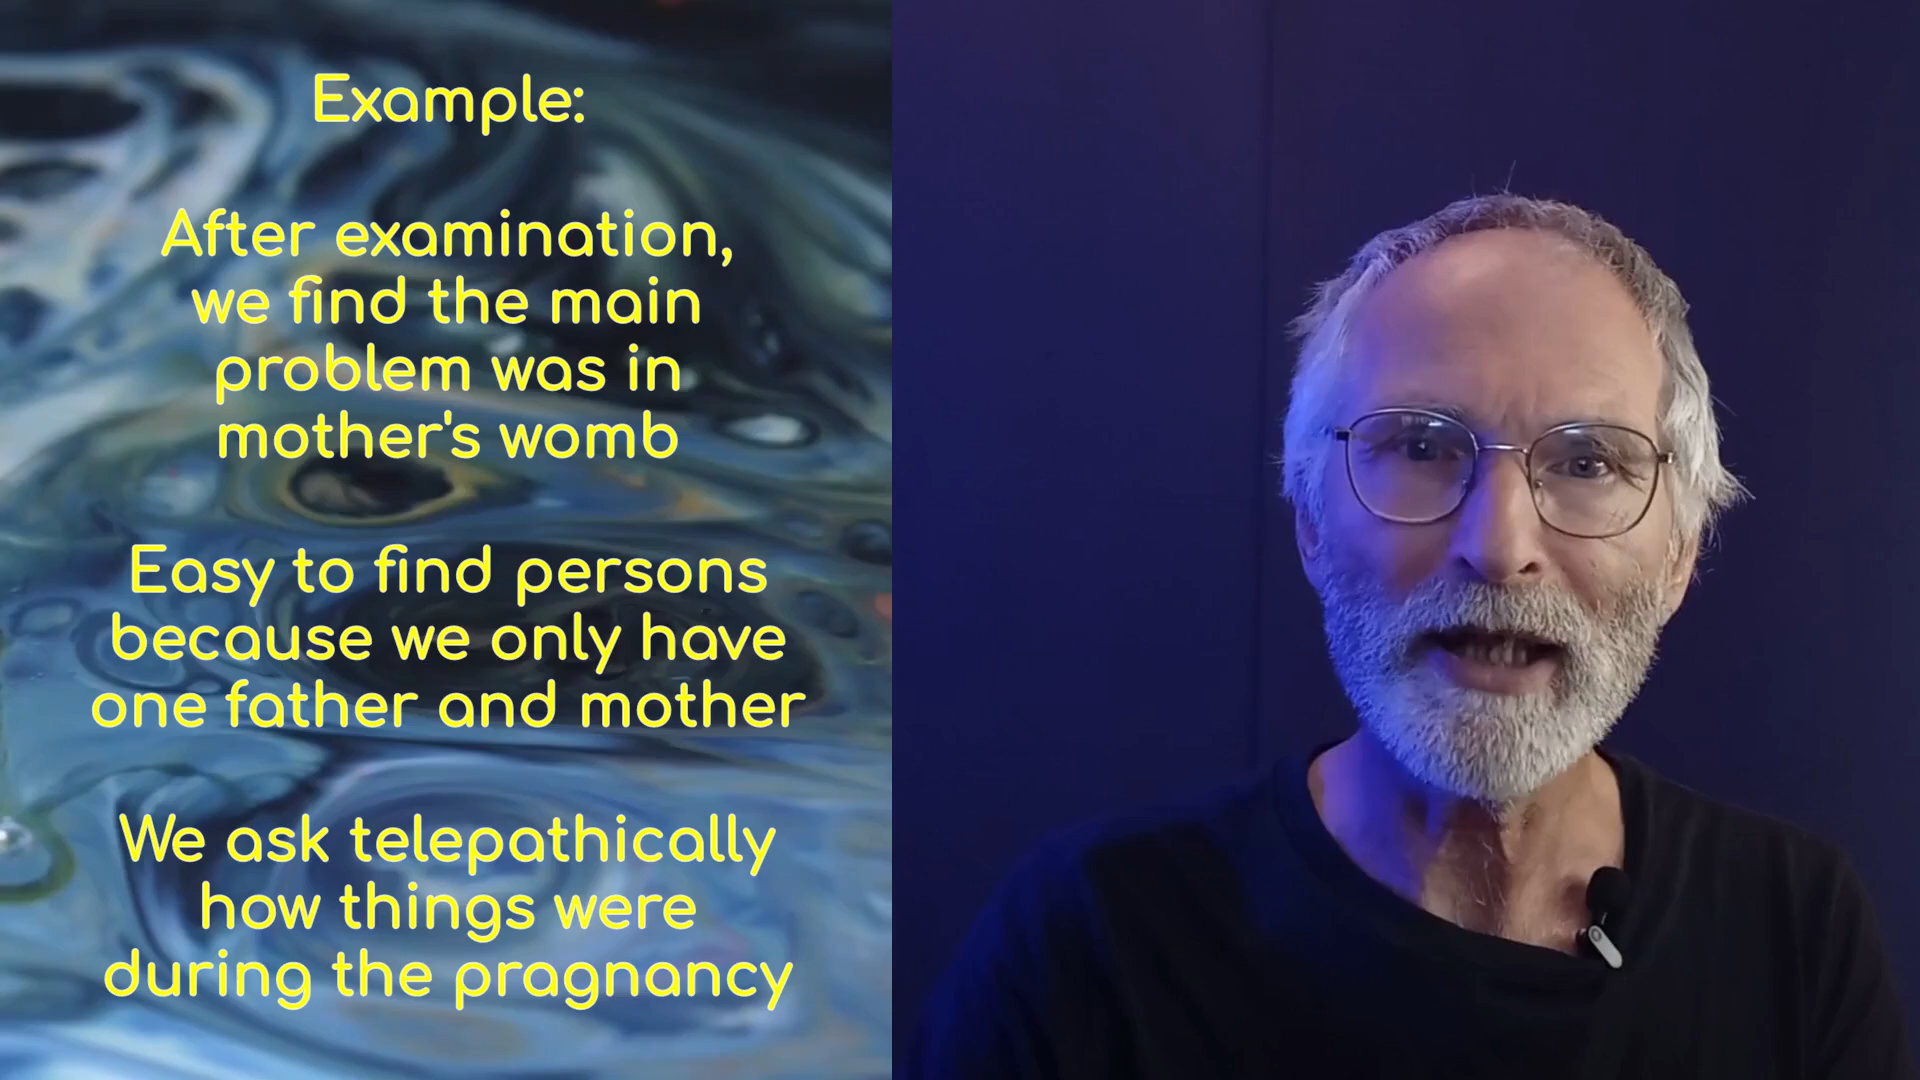 Example:
After examination,
we find the main
problem was in
mother's womb
Easy to find persons
because we only have
one father and mother
We ask telepathically
how things were
during the pragnancy